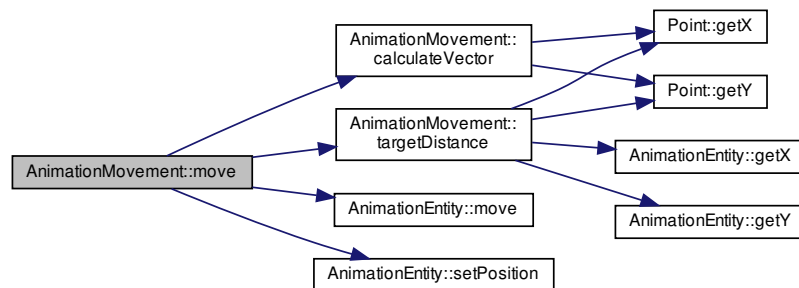 AnimationMovement::move
AnimationMovement::
calculateVector
AnimationMovement::
targetDistance
AnimationEntity::move
AnimationEntity::setPosition
Point::getX
Point::getY
AnimationEntity::getX
AnimationEntity::getY